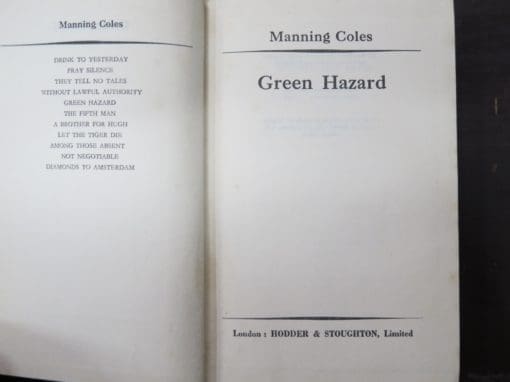 Manning Coles
DRINK TO YESTERDAY
PRAY SILENCE
THEY TELL NO TALES
WITHOUT LAWFUL AUTHORITY
GREEN HAZARD
THE FIFTH MAN
A BROTHER FOR HUGH
LET THE TIGER DIE
AMONG THOSE ABSENT
NOT NEGOTIABLE
DIAMONDS TO AMSTERDAM
Manning Coles
Green Hazard
London : HODDER & STOUGHTON, Limited